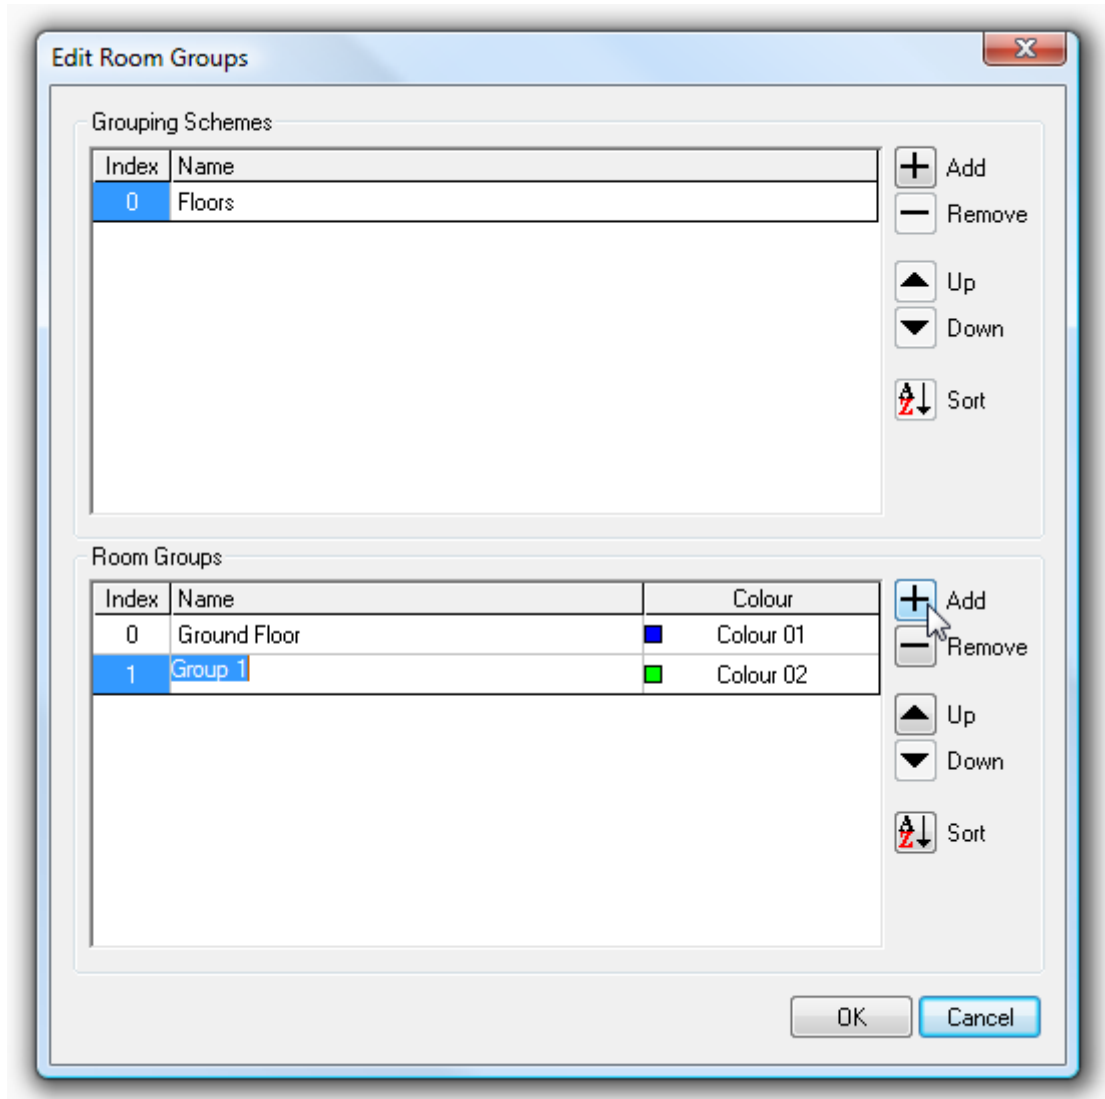 Edit Room Groups
Grouping Schemes
Index Name
0 Floors
Add
Remove
Up
Down
Sort
Room Groups
Index Name Colour
0 Ground Floor Colour 01
1 Group 1 Colour 02
Add
Remove
Up
Down
Sort
OK Cancel